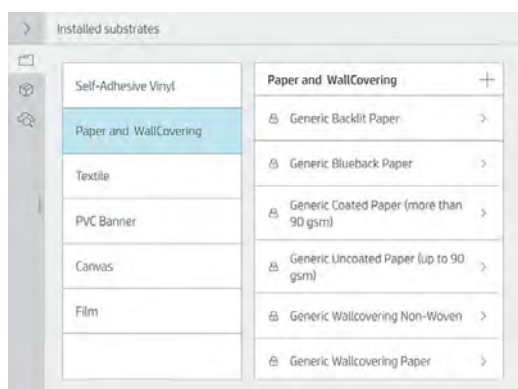 Installed substrates
Self-Adhesive Vinyl
Paper and WallCovering
Textile
PVC Banner
Canvas
Film
Paper and WallCovering
Generic Backlit Paper
Generic Blueback Paper
Generic Coated Paper (more than
90 gsm)
Generic Uncoated Paper (up to 90
gsm)
Generic Wallcovering Non-Woven
Generic Wallcovering Paper